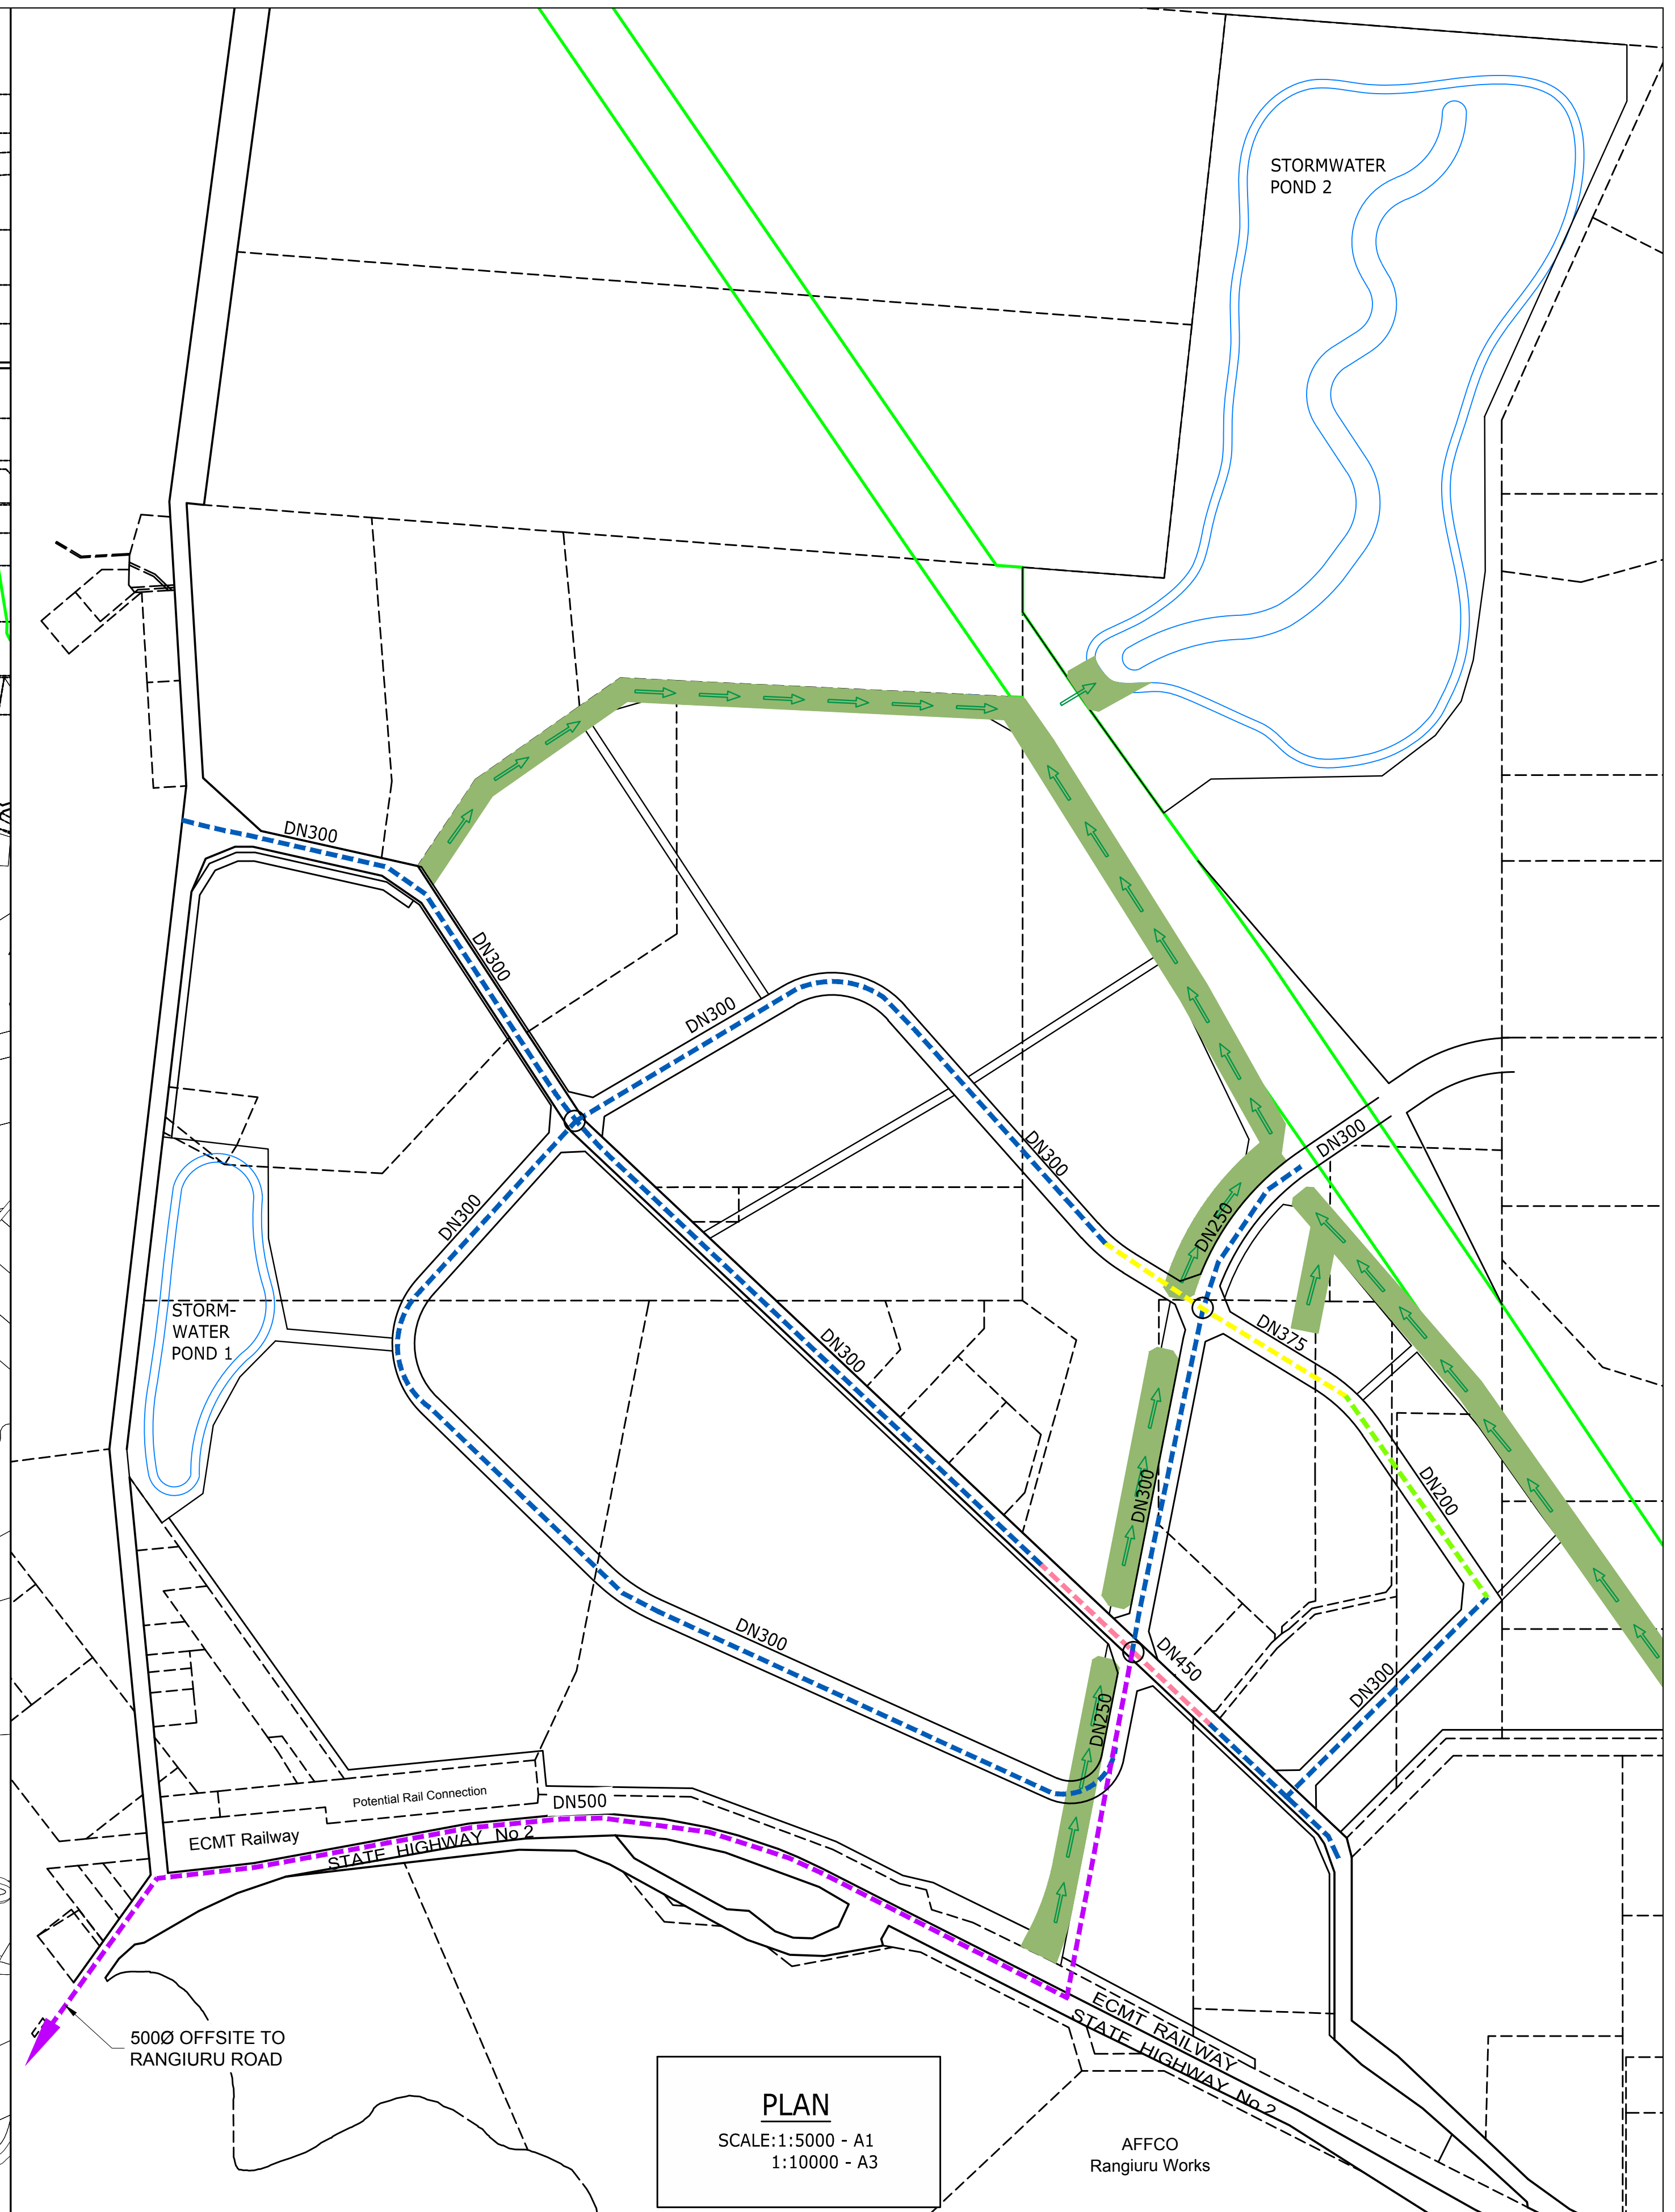 STORMWATER
POND 2
DN300
DN300
DN300
DN300
DN300
DN250
DN300
STORM-
WATER
POND 1
DN300
DN375
DN300
DN200
DN300
DN450
DN300
DN250
Potential Rail Connection
DN500
ECMT Railway
STATE HIGHWAY No 2
ECMT RAILWAY
STATE HIGHWAY No 2
500Ø OFFSITE TO
RANGIURU ROAD
PLAN
SCALE:1:5000 - A1
1:10000 - A3
AFFCO
Rangiuru Works